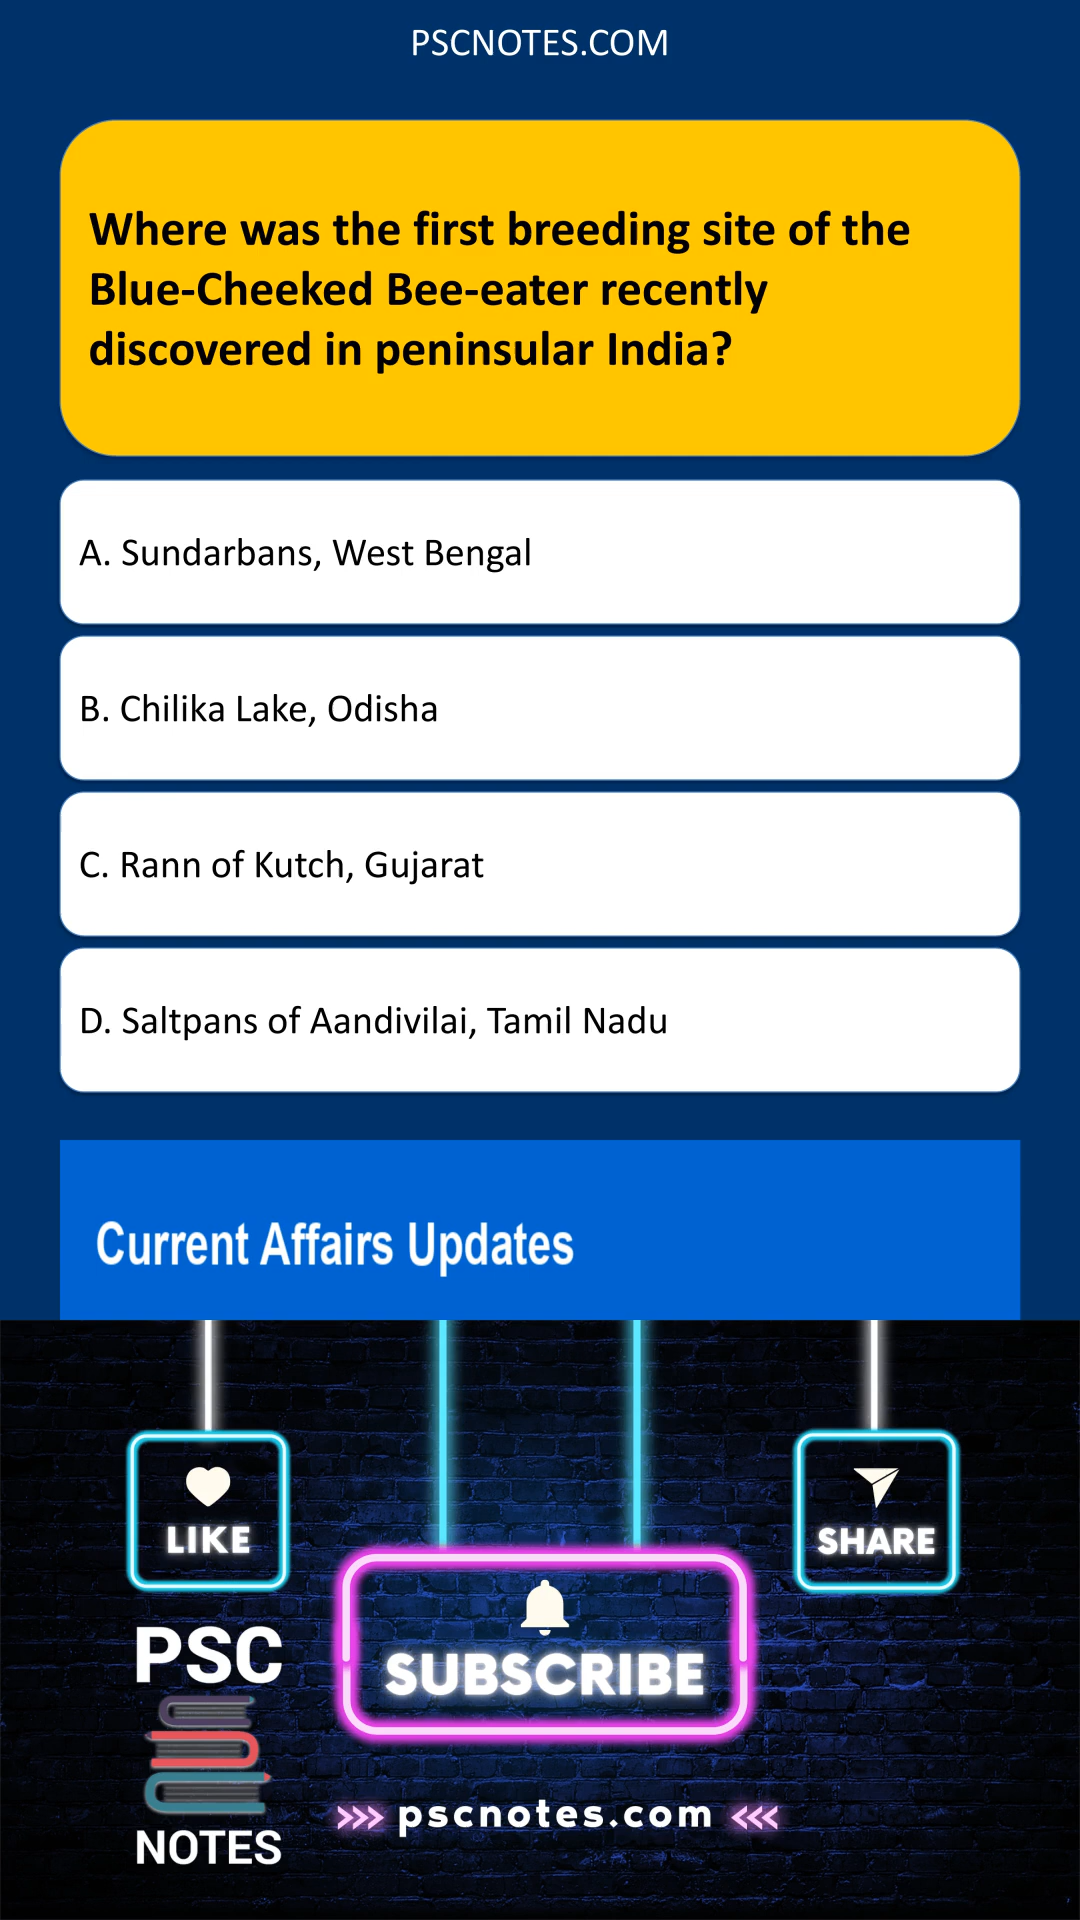 PSCNOTES.COM
Where was the first breeding site of the
Blue-Cheeked Bee-eater recently
discovered in peninsular India?
A. Sundarbans, West Bengal
B. Chilika Lake, Odisha
C. Rann of Kutch, Gujarat
D. Saltpans of Aandivilai, Tamil Nadu
Current Affairs Updates
LIKE
SHARE
SUBSCRIBE
PSC
NOTES
>>> pscnotes.com <<<